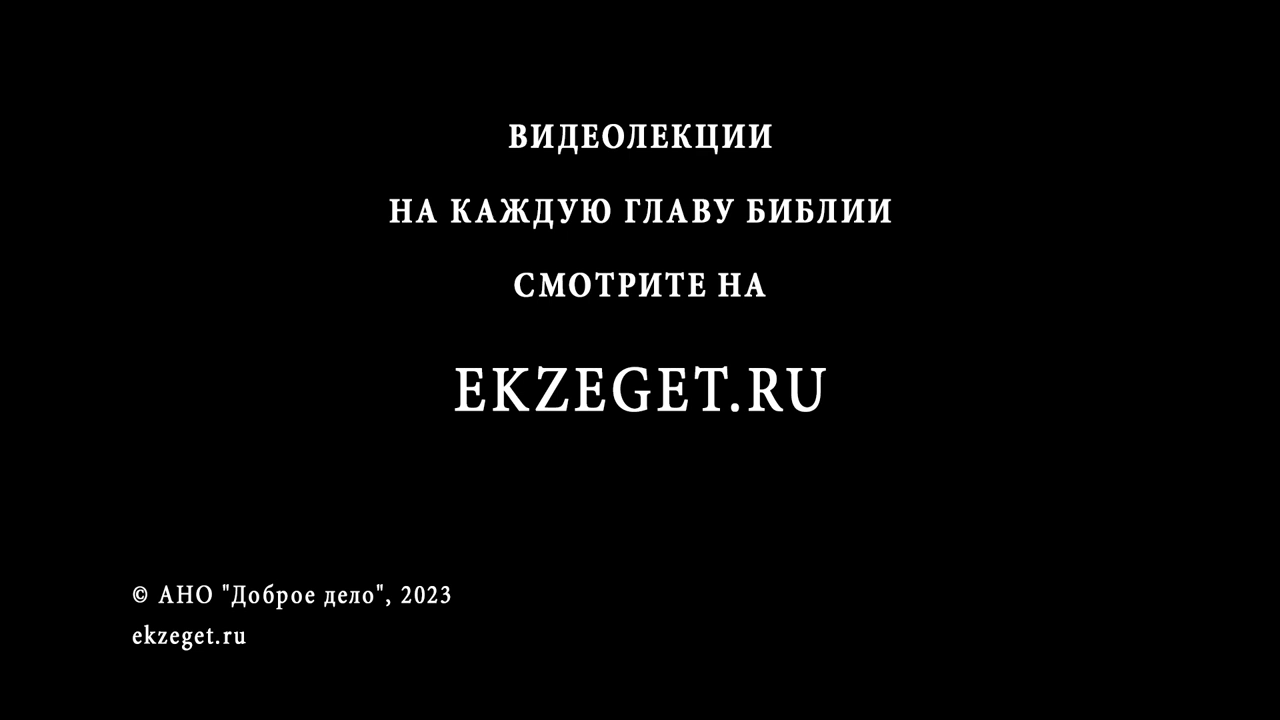 ВИДЕОЛЕКЦИИ
НА КАЖДУЮ ГЛАВУ БИБЛИИ
СМОТРИТЕ НА
EKZEGET.RU
© АНО "Доброе дело", 2023
ekzeget.ru